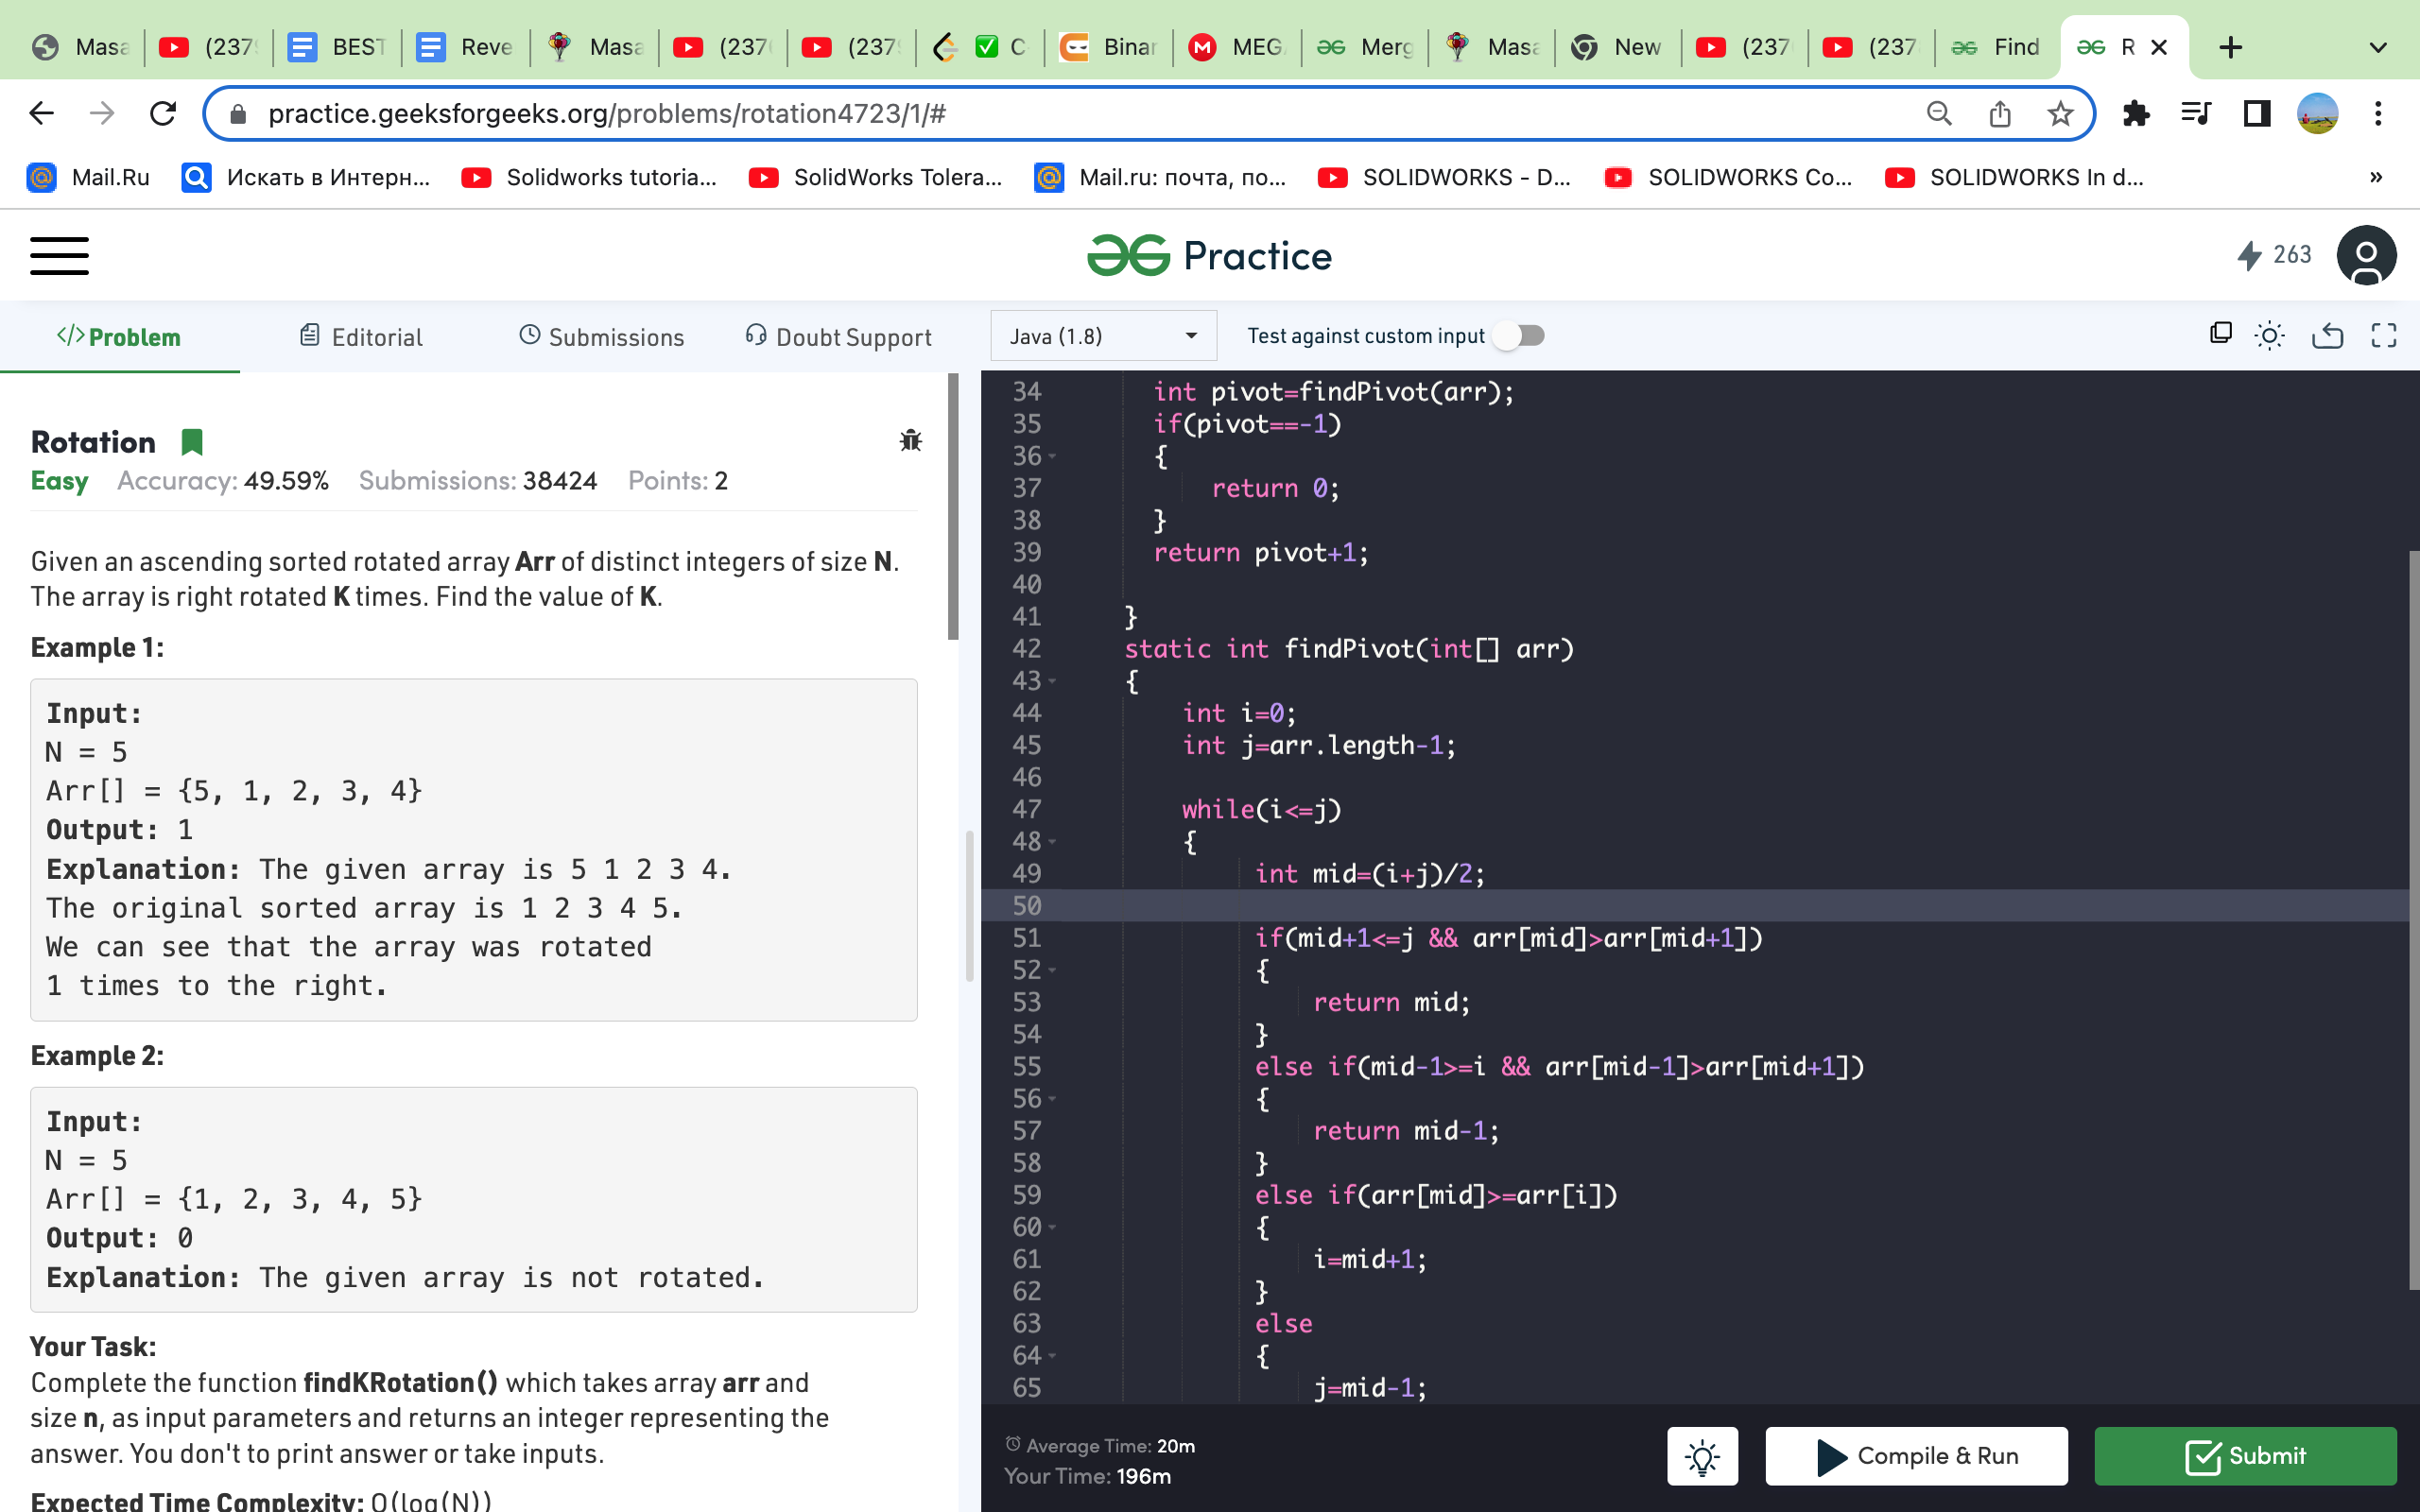 Masa
(2379
BEST
Reve
Masa
(237
(2379
C
Binar
MEG
Merg
Masa
New
(237
(237
Find
R
practice.geeksforgeeks.org/problems/rotation4723/1/#
Mail.Ru
Искать в Интерн...
Solidworks tutoria...
SolidWorks Tolera...
Mail.ru: почта, по...
SOLIDWORKS - D...
SOLIDWORKS Co...
SOLIDWORKS In d...
»
Practice
263
</> Problem
Editorial
Submissions
Doubt Support
Rotation
Easy Accuracy: 49.59% Submissions: 38424 Points: 2
Given an ascending sorted rotated array Arr of distinct integers of size N.
The array is right rotated K times. Find the value of K.
Example 1:
Input:
N = 5
Arr[] = {5, 1, 2, 3, 4}
Output: 1
Explanation: The given array is 5 1 2 3 4.
The original sorted array is 1 2 3 4 5.
We can see that the array was rotated
1 times to the right.
Example 2:
Input:
N = 5
Arr[] = {1, 2, 3, 4, 5}
Output: 0
Explanation: The given array is not rotated.
Your Task:
Complete the function findKRotation() which takes array arr and
size n, as input parameters and returns an integer representing the
answer. You don't to print answer or take inputs.
Expected Time Complexity: O(log(N))
Java (1.8)
Test against custom input
34 int pivot=findPivot(arr);
35 if(pivot==-1)
36 {
37 return 0;
38 }
39 return pivot+1;
40
41 }
42 static int findPivot(int[] arr)
43 {
44 int i=0;
45 int j=arr.length-1;
46
47 while(i<=j)
48 {
49 int mid=(i+j)/2;
50
51 if(mid+1<=j && arr[mid]>arr[mid+1])
52 {
53 return mid;
54 }
55 else if(mid-1>=i && arr[mid-1]>arr[mid+1])
56 {
57 return mid-1;
58 }
59 else if(arr[mid]>=arr[i])
60 {
61 i=mid+1;
62 }
63 else
64 {
65 j=mid-1;
Average Time: 20m
Your Time: 196m
Compile & Run
Submit